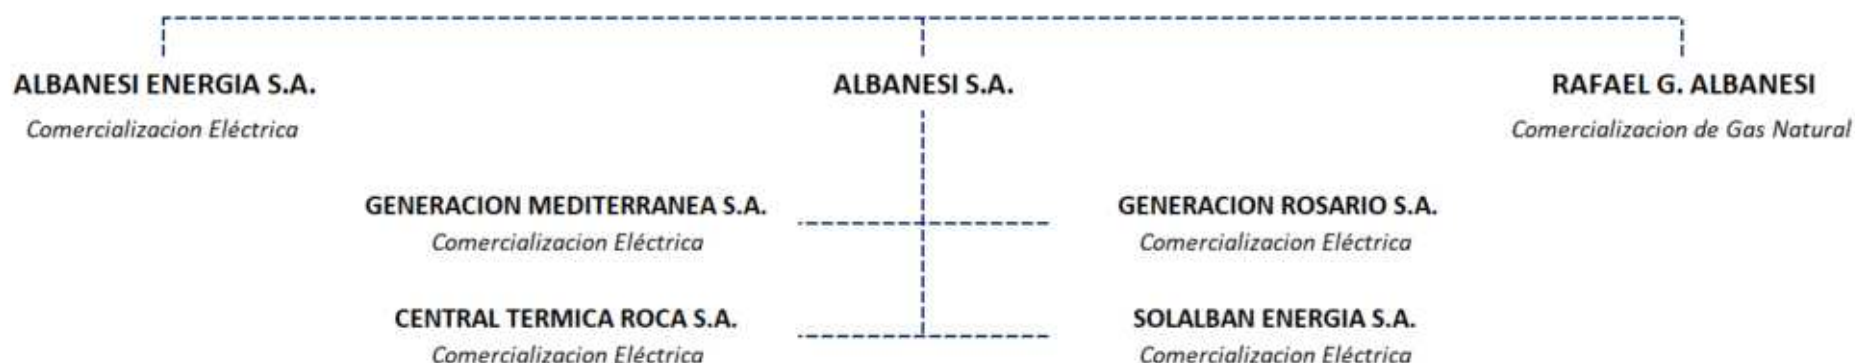 ALBANESI ENERGIA S.A.
Comercializacion Eléctrica
ALBANESI S.A.
RAFAEL G. ALBANESI
Comercializacion de Gas Natural
GENERACION MEDITERRANEA S.A.
Comercializacion Eléctrica
GENERACION ROSARIO S.A.
Comercializacion Eléctrica
CENTRAL TERMICA ROCA S.A.
Comercializacion Eléctrica
SOLALBAN ENERGIA S.A.
Comercializacion Eléctrica